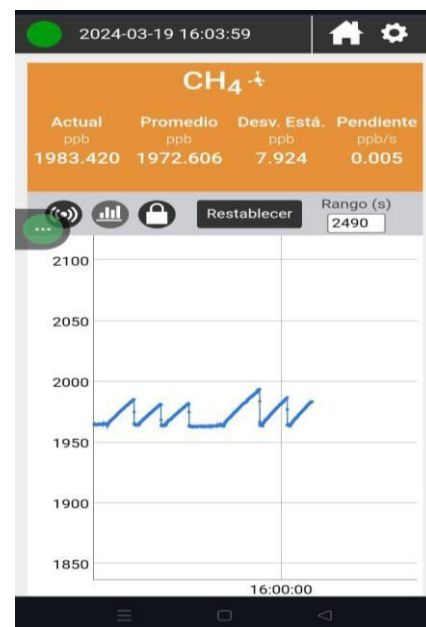 2024-03-19 16:03:59
CH₄
Actual Promedio Desv. Está. Pendiente
ppb ppb ppb ppb/s
1983.420 1972.606 7.924 0.005
Restablecer
Rango (s)
2490
2100
2050
2000
1950
1900
1850
16:00:00